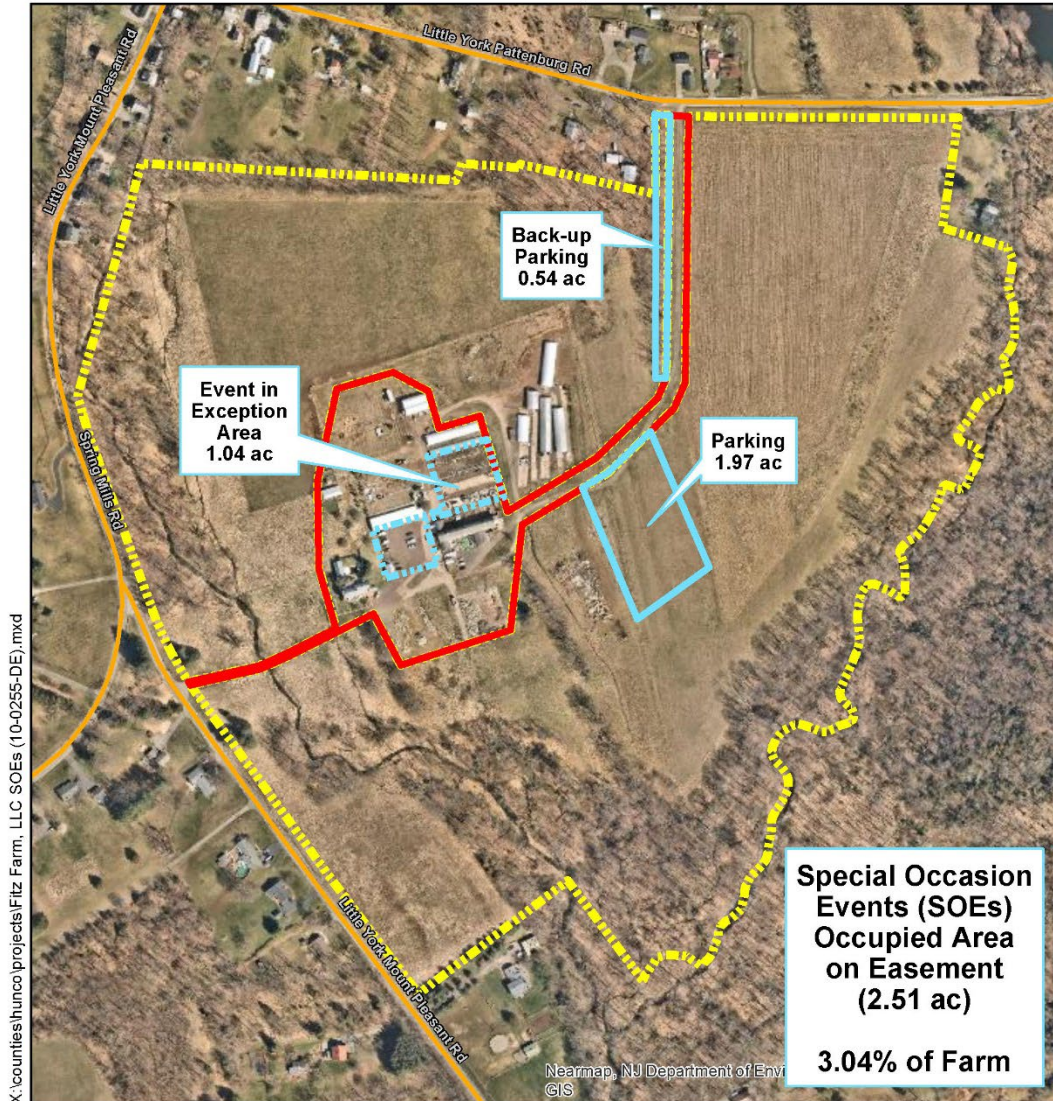 Little York Pattenburg Rd
Little York Mount Pleasant Rd
Back-up
Parking
0.54 ac
Event in
Exception
Area
1.04 ac
Parking
1.97 ac
Spring Mills Rd
Little York Mount Pleasant Rd
X:\counties\hunco\projects\Fitz Farm, LLC SOEs (10-0255-DE).mxd
Special Occasion
Events (SOEs)
Occupied Area
on Easement
(2.51 ac)
3.04% of Farm
Nearmap, NJ Department of Envi
GIS